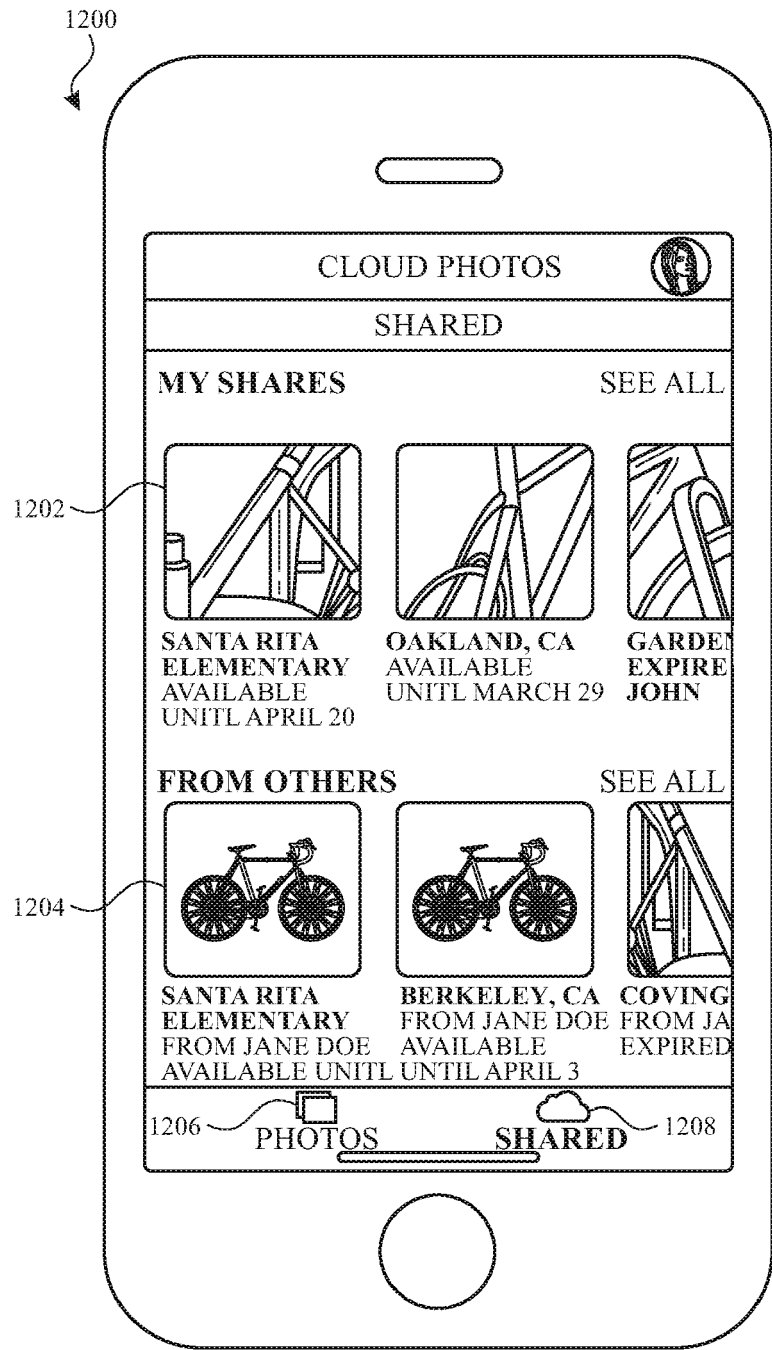 1200
CLOUD PHOTOS
SHARED
MY SHARES SEE ALL
1202
SANTA RITA
ELEMENTARY
AVAILABLE
UNITL APRIL 20
OAKLAND, CA
AVAILABLE
UNITL MARCH 29
GARDEN
EXPIRE
JOHN
FROM OTHERS SEE ALL
1204
SANTA RITA
ELEMENTARY
FROM JANE DOE
AVAILABLE UNITL
BERKELEY, CA
FROM JANE DOE
AVAILABLE
UNTIL APRIL 3
COVING
FROM JA
EXPIRED
1206
PHOTOS
SHARED
1208